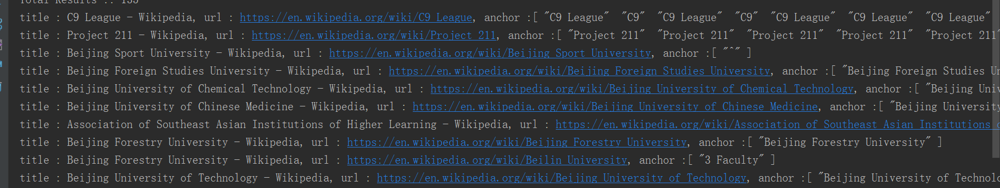 Total Results :: 135
title : C9 League - Wikipedia, url : https://en.wikipedia.org/wiki/C9_League, anchor :[ "C9 League" "C9" "C9 League" "C9" "C9 League" "C9 League" "C9 League"
title : Project 211 - Wikipedia, url : https://en.wikipedia.org/wiki/Project_211, anchor :[ "Project 211" "Project 211" "Project 211" "Project 211" "Project 211"
title : Beijing Sport University - Wikipedia, url : https://en.wikipedia.org/wiki/Beijing_Sport_University, anchor :[ "^" ]
title : Beijing Foreign Studies University - Wikipedia, url : https://en.wikipedia.org/wiki/Beijing_Foreign_Studies_University, anchor :[ "Beijing Foreign Studies Un
title : Beijing University of Chemical Technology - Wikipedia, url : https://en.wikipedia.org/wiki/Beijing_University_of_Chemical_Technology, anchor :[ "Beijing Univ
title : Beijing University of Chinese Medicine - Wikipedia, url : https://en.wikipedia.org/wiki/Beijing_University_of_Chinese_Medicine, anchor :[ "Beijing University
title : Association of Southeast Asian Institutions of Higher Learning - Wikipedia, url : https://en.wikipedia.org/wiki/Association_of_Southeast_Asian_Institutions_o
title : Beijing Forestry University - Wikipedia, url : https://en.wikipedia.org/wiki/Beijing_Forestry_University, anchor :[ "Beijing Forestry University" ]
title : Beijing Forestry University - Wikipedia, url : https://en.wikipedia.org/wiki/Beilin_University, anchor :[ "3 Faculty" ]
title : Beijing University of Technology - Wikipedia, url : https://en.wikipedia.org/wiki/Beijing_University_of_Technology, anchor :[ "Beijing University of Technolo